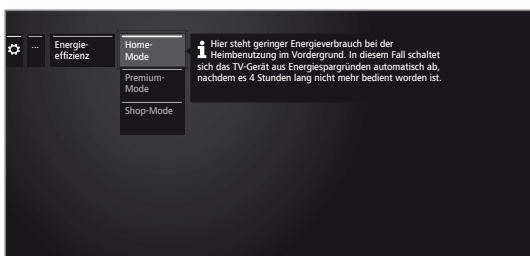 ...
Energie-
effizienz
Home-
Mode
Premium-
Mode
Shop-Mode
Hier steht geringer Energieverbrauch bei der
Heimbenutzung im Vordergrund. In diesem Fall schaltet
sich das TV-Gerät aus Energiespargründen automatisch ab,
nachdem es 4 Stunden lang nicht mehr bedient worden ist.